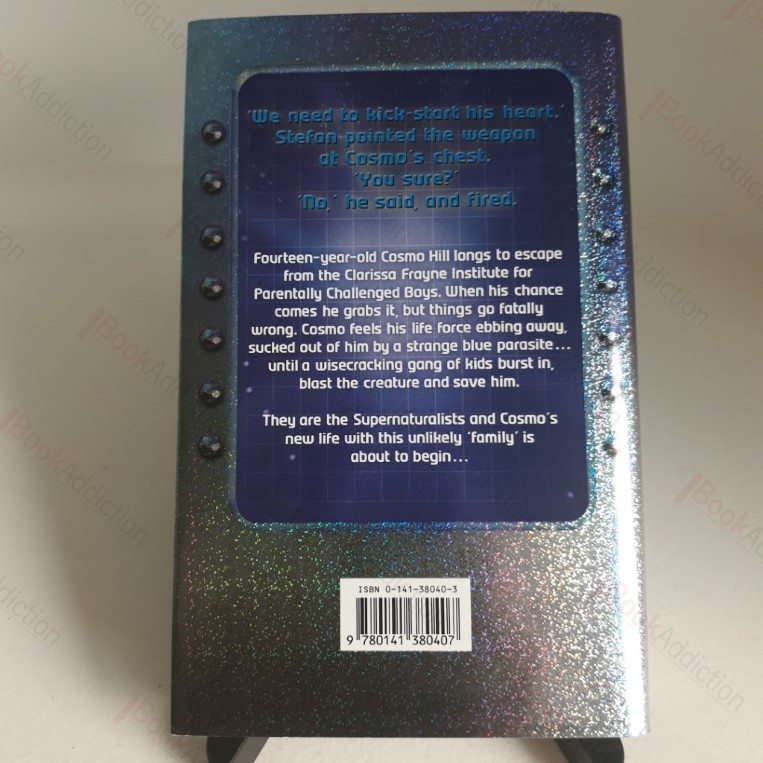 'We need to kick-start his heart.'
Stefan pointed the weapon
at Cosmo's chest.
'You sure?'
'No,' he said, and fired.
Fourteen-year-old Cosmo Hill longs to escape
from the Clarissa Frayne Institute for
Parentally Challenged Boys. When his chance
comes he grabs it, but things go fatally
wrong. Cosmo feels his life force ebbing away,
sucked out of him by a strange blue parasite...
until a wisecracking gang of kids burst in,
blast the creature and save him.
They are the Supernaturalists and Cosmo's
new life with this unlikely 'family' is
about to begin...
ISBN 0-141-38040-3
9 780141 380407
BookAddiction